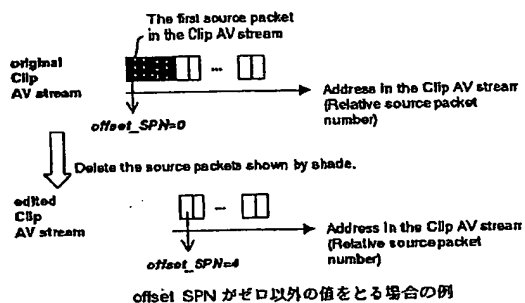 The first source packet
in the Clip AV stream
original
Clip
AV stream
...
Address in the Clip AV stream
(Relative source packet
number)
offset_SPN=0
Delete the source packets shown by shade.
edited
Clip
AV stream
...
Address in the Clip AV stream
(Relative source packet
number)
offset_SPN=4
offset SPN がゼロ以外の値をとる場合の例